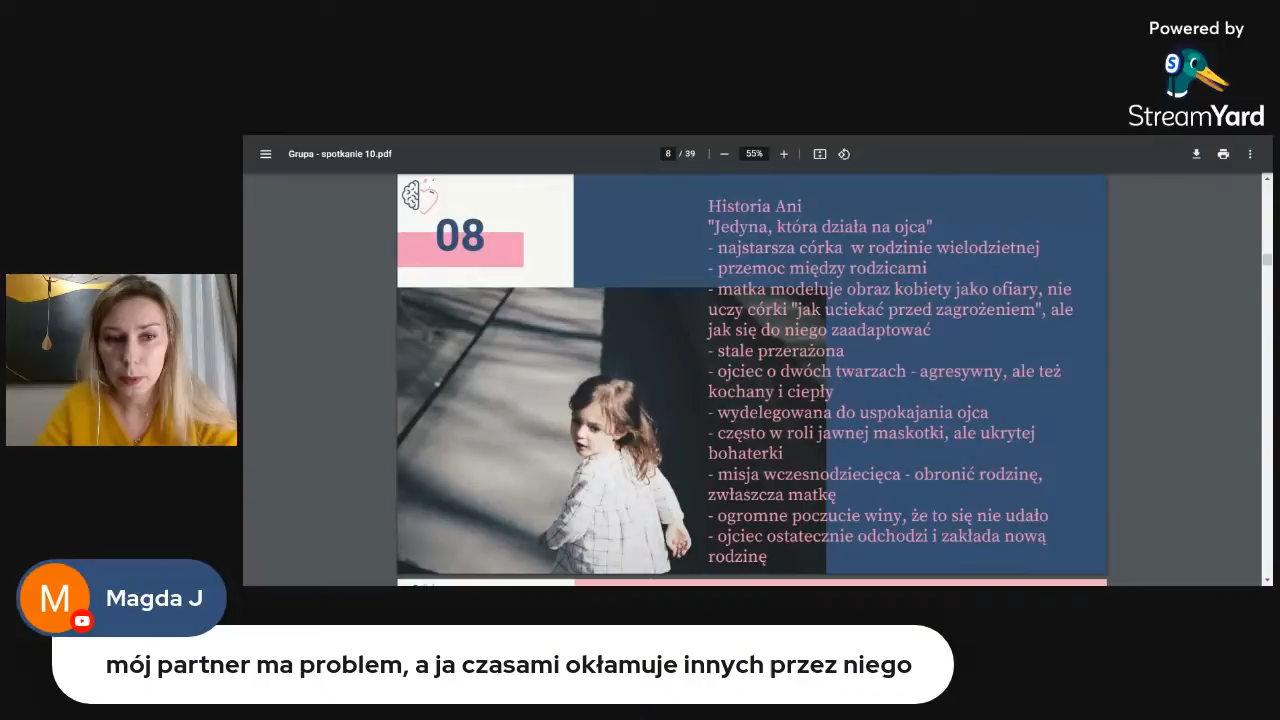 Powered by
StreamYard
Grupa - spotkanie 10.pdf
8 / 39
55%
08
Historia Ani
"Jedyna, która działa na ojca"
- najstarsza córka w rodzinie wielodzietnej
- przemoc między rodzicami
- matka modeluje obraz kobiety jako ofiary, nie
uczy córki "jak uciekać przed zagrożeniem", ale
jak się do niego zaadaptować
- stale przerażona
- ojciec o dwóch twarzach - agresywny, ale też
kochany i ciepły
- wydelegowana do uspokajania ojca
- często w roli jawnej maskotki, ale ukrytej
bohaterki
- misja wczesnodziecięca - obronić rodzinę,
zwłaszcza matkę
- ogromne poczucie winy, że to się nie udało
- ojciec ostatecznie odchodzi i zakłada nową
rodzinę
M
Magda J
mój partner ma problem, a ja czasami okłamuje innych przez niego